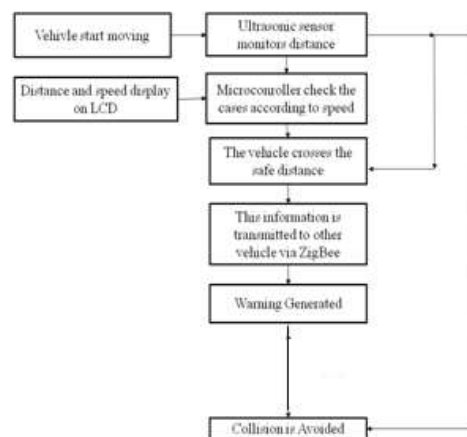 Vehivle start moving
Ultrasonic sensor
monitors distance
Distance and speed display
on LCD
Microconroller check the
cases according to speed
The vehicle crosses the
safe distance
This information is
transmitted to other
vehicle via ZigBee
Warning Generated
Collision is Avoided